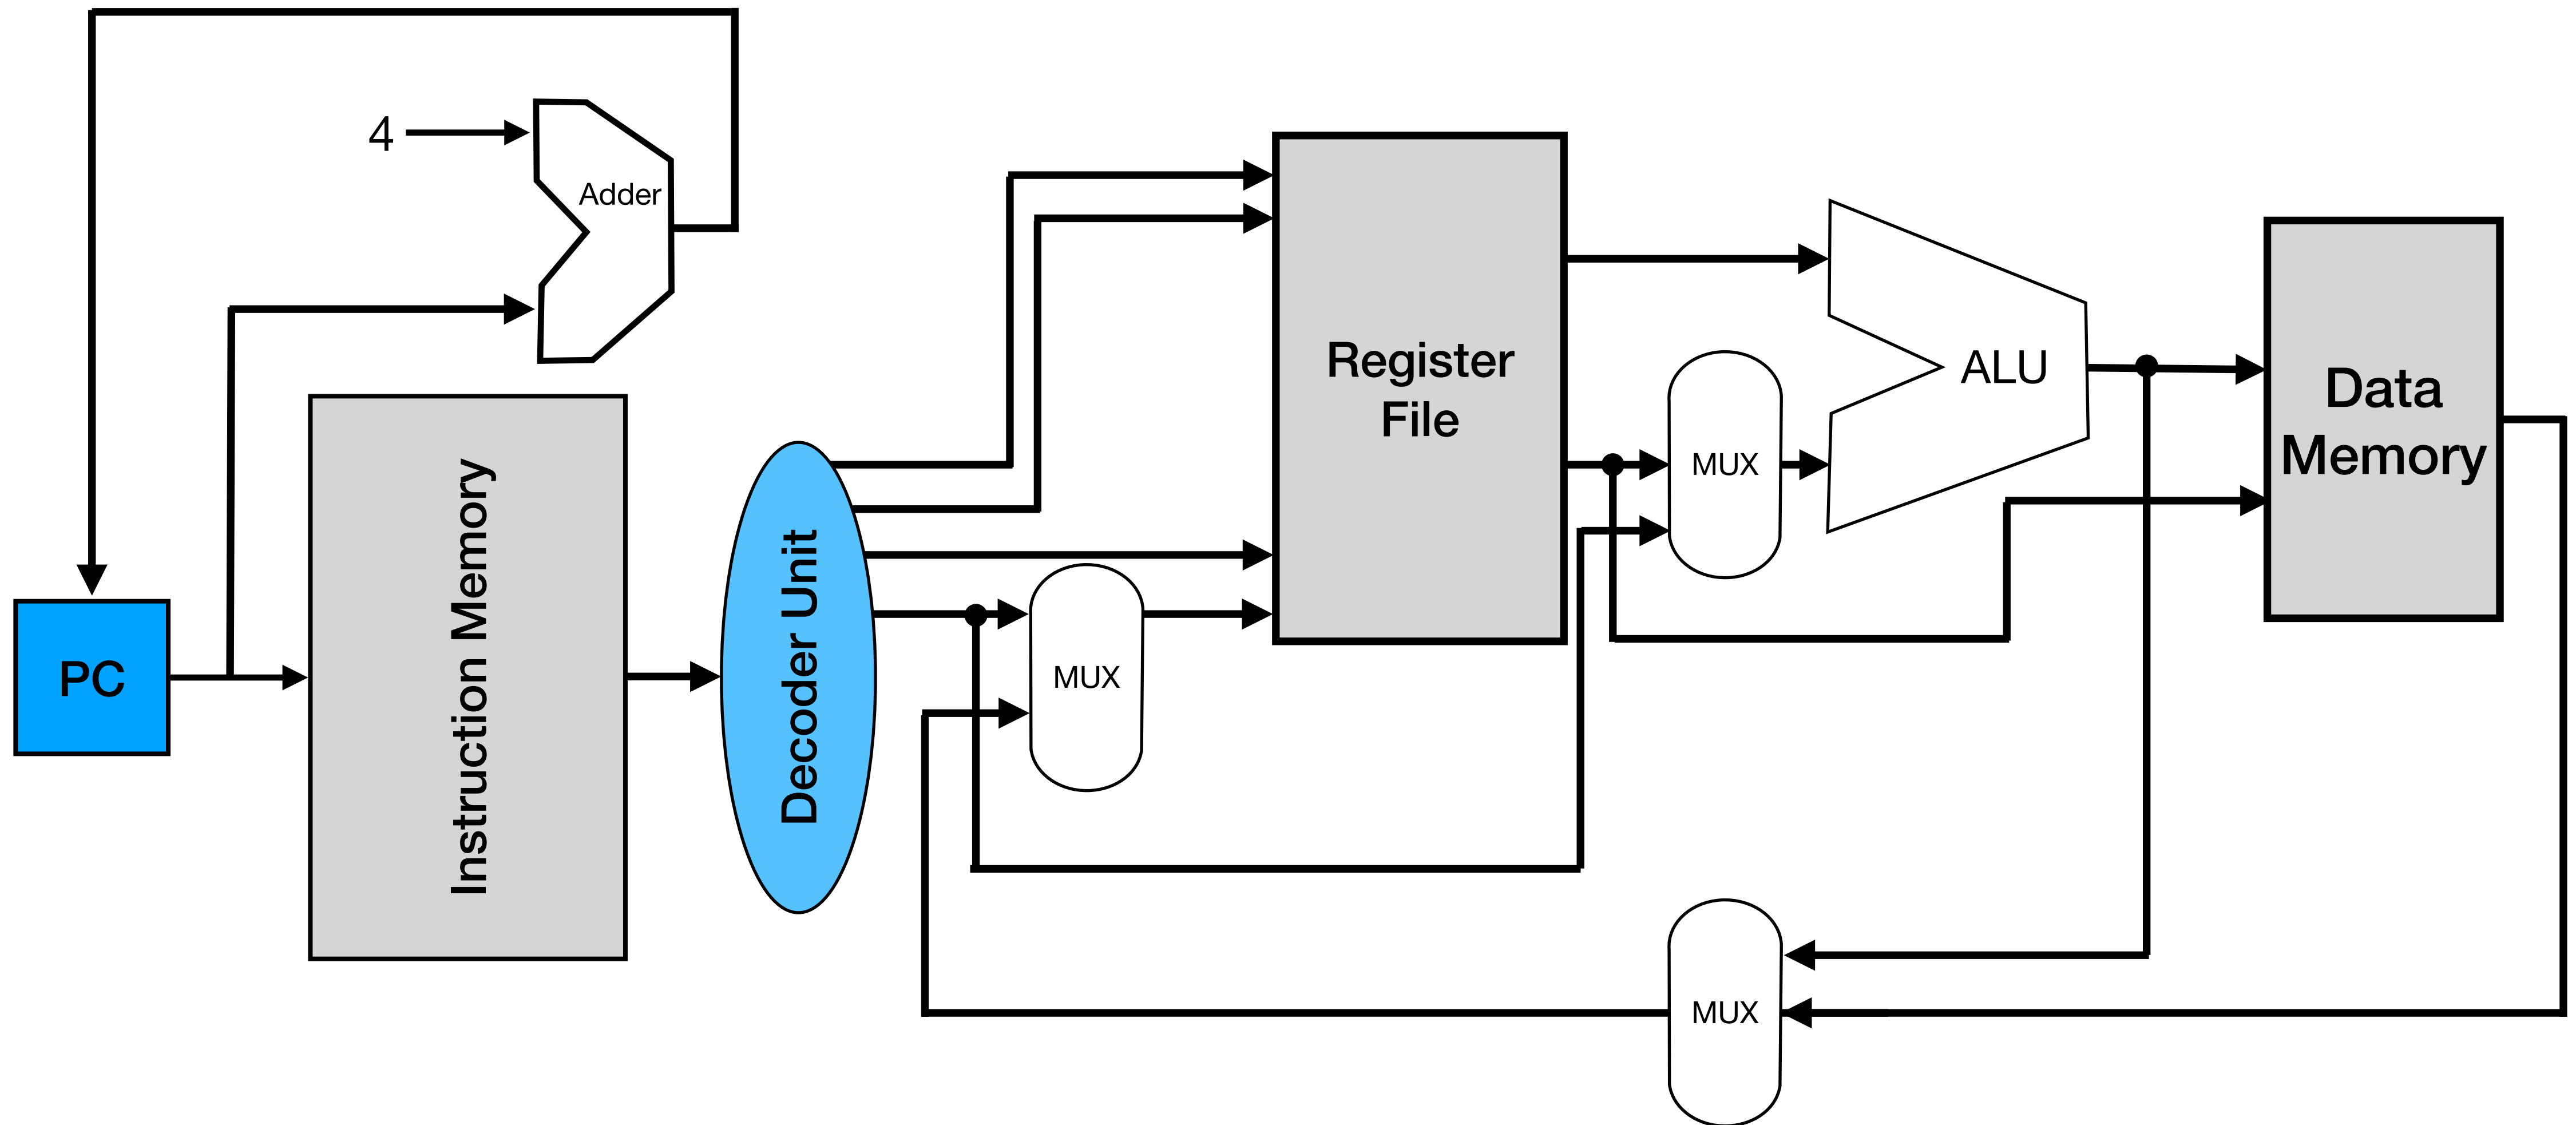 4
Adder
PC
Instruction Memory
Decoder Unit
MUX
Register
File
MUX
ALU
Data
Memory
MUX